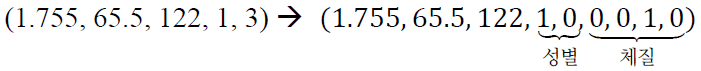 (1.755, 65.5, 122, 1, 3) → (1.755, 65.5, 122, 1, 0, 0, 0, 1, 0)
성별 체질